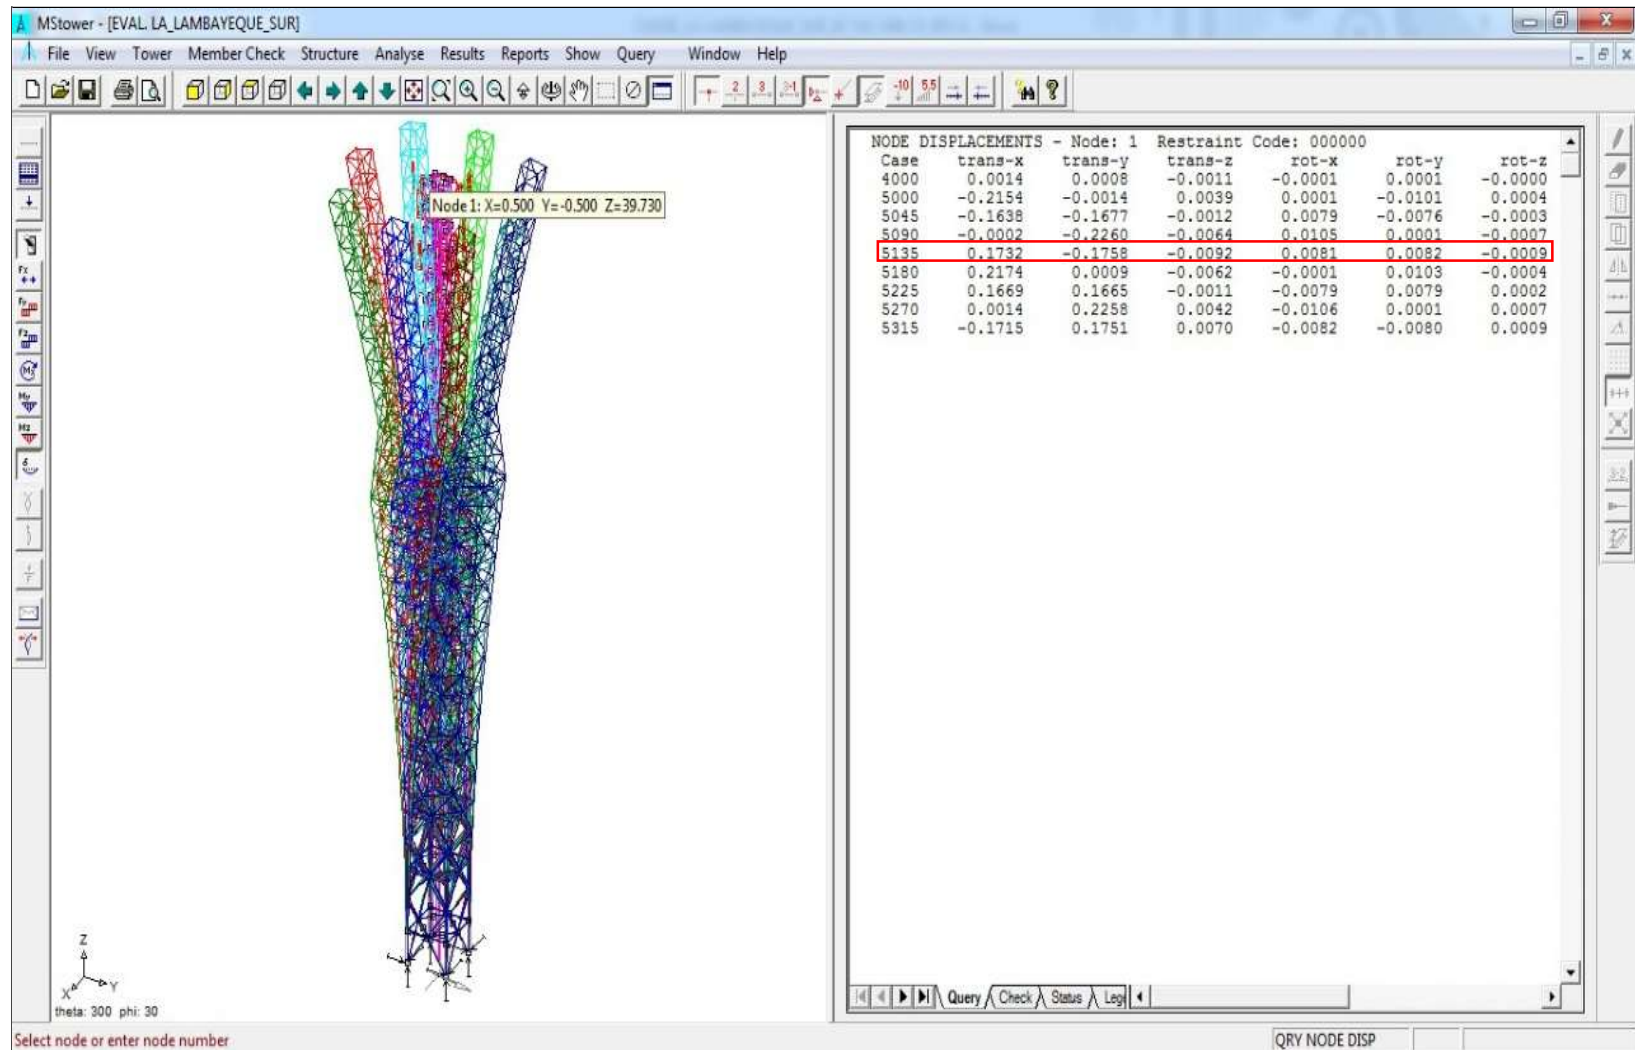 MStower - [EVAL. LA_LAMBAYEQUE_SUR]
File View Tower Member Check Structure Analyse Results Reports Show Query Window Help
Node 1: X=0.500 Y=-0.500 Z=39.730
Z
X Y
theta: 300 phi: 30
NODE DISPLACEMENTS - Node: 1 Restraint Code: 000000
Case trans-x trans-y trans-z rot-x rot-y rot-z
4000 0.0014 0.0008 -0.0011 -0.0001 0.0001 -0.0000
5000 -0.2154 -0.0014 0.0039 0.0001 -0.0101 0.0004
5045 -0.1638 -0.1677 -0.0012 0.0079 -0.0076 -0.0003
5090 -0.0002 -0.2260 -0.0064 0.0105 0.0001 -0.0007
5135 0.1732 -0.1758 -0.0092 0.0081 0.0082 -0.0009
5180 0.2174 0.0009 -0.0062 -0.0001 0.0103 -0.0004
5225 0.1669 0.1665 -0.0011 -0.0079 0.0079 0.0002
5270 0.0014 0.2258 0.0042 -0.0106 0.0001 0.0007
5315 -0.1715 0.1751 0.0070 -0.0082 -0.0080 0.0009
Query Check Status Lege
Select node or enter node number
QRY NODE DISP